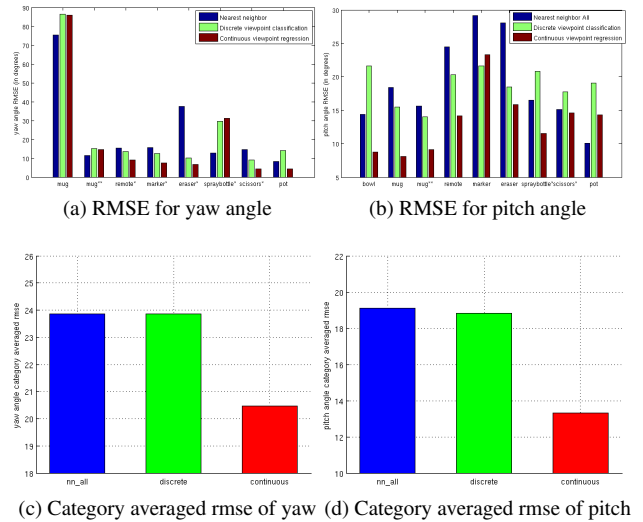 yaw angle RMSE (in degrees)
90
80
70
60
50
40
30
20
10
0
Nearest neighbor
Discrete viewpoint classification
Continuous viewpoint regression
mug mug** remote* marker* eraser* spraybottle* scissors* pot
(a) RMSE for yaw angle
pitch angle RMSE (in degrees)
30
25
20
15
10
5
Nearest neighbor All
Discrete viewpoint classification
Continuous viewpoint regression
bowl mug mug** remote marker eraser spraybottle* scissors* pot
(b) RMSE for pitch angle
yaw angle category averaged rmse
26
25
24
23
22
21
20
19
18
nn_all discrete continuous
(c) Category averaged rmse of yaw
pitch angle category averaged rmse
22
20
18
16
14
12
10
nn_all discrete continuous
(d) Category averaged rmse of pitch